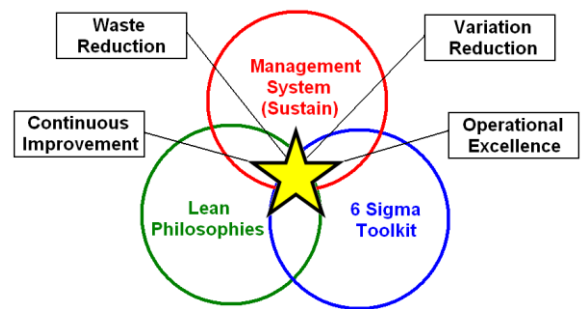 Waste
Reduction
Variation
Reduction
Management
System
(Sustain)
Continuous
Improvement
Operational
Excellence
Lean
Philosophies
6 Sigma
Toolkit